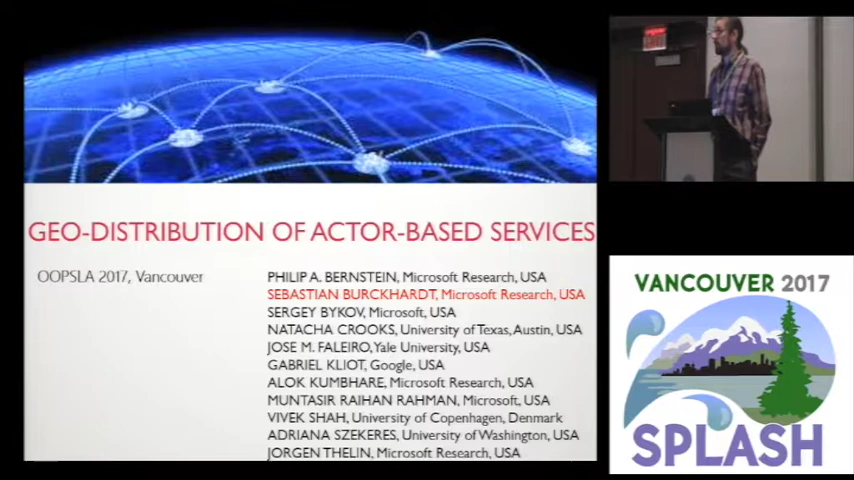 GEO-DISTRIBUTION OF ACTOR-BASED SERVICES
OOPSLA 2017, Vancouver
PHILIP A. BERNSTEIN, Microsoft Research, USA
SEBASTIAN BURCKHARDT, Microsoft Research, USA
SERGEY BYKOV, Microsoft, USA
NATACHA CROOKS, University of Texas, Austin, USA
JOSE M. FALEIRO, Yale University, USA
GABRIEL KLIOT, Google, USA
ALOK KUMBHARE, Microsoft Research, USA
MUNTASIR RAIHAN RAHMAN, Microsoft, USA
VIVEK SHAH, University of Copenhagen, Denmark
ADRIANA SZEKERES, University of Washington, USA
JORGEN THELIN, Microsoft Research, USA
VANCOUVER 2017
SPLASH